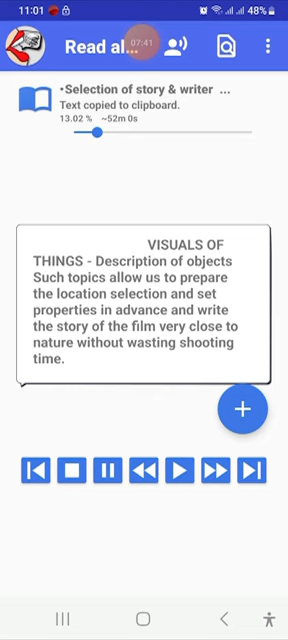 11:01 48%
Read al... 07:41
•Selection of story & writer ...
Text copied to clipboard.
13.02 % ~52m 0s
VISUALS OF
THINGS - Description of objects
Such topics allow us to prepare
the location selection and set
properties in advance and write
the story of the film very close to
nature without wasting shooting
time.